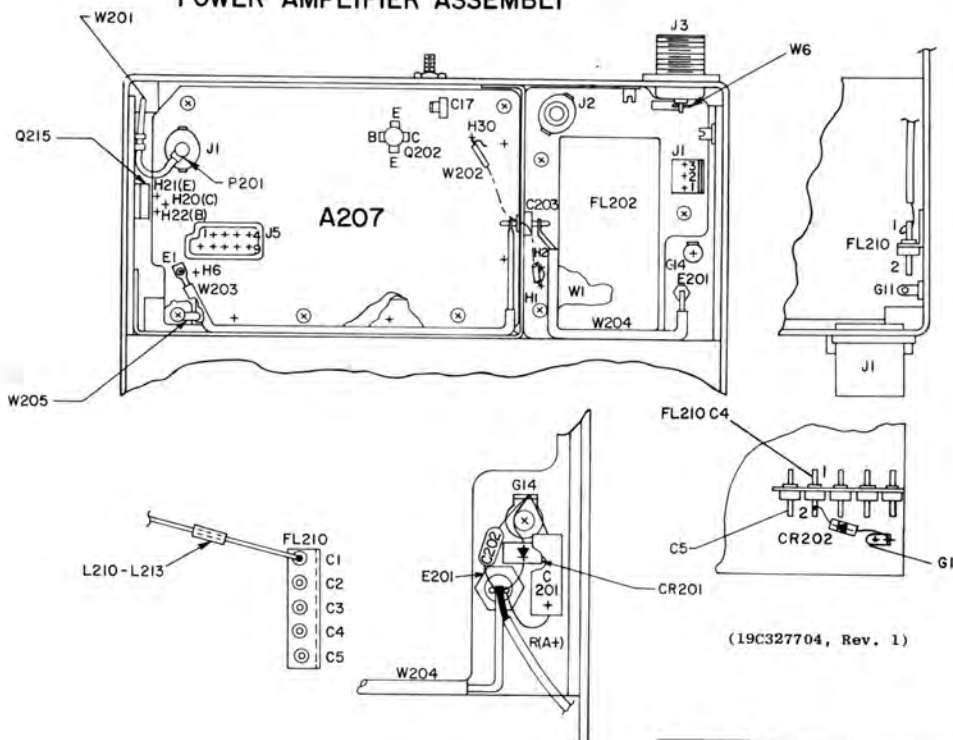 POWER AMPLIFIER ASSEMBLY
W201
J3
W6
Q215
C17
J2
E
B C
E
Q202
H30
J1
P201
W202
J1
3
2
1
H21(E)
H20(C)
H22(B)
A207
C203
FL202
J5
1 4
9
E1
H6
W203
H2
H1
W1
G14
E201
W204
W205
1
FL210
2
G11
J1
FL210 C4
1
2
C5
CR202
G1
G14
C202
E201
C
201
+
CR201
R(A+)
W204
L210-L213
FL210
C1
C2
C3
C4
C5
(19C327704, Rev. 1)